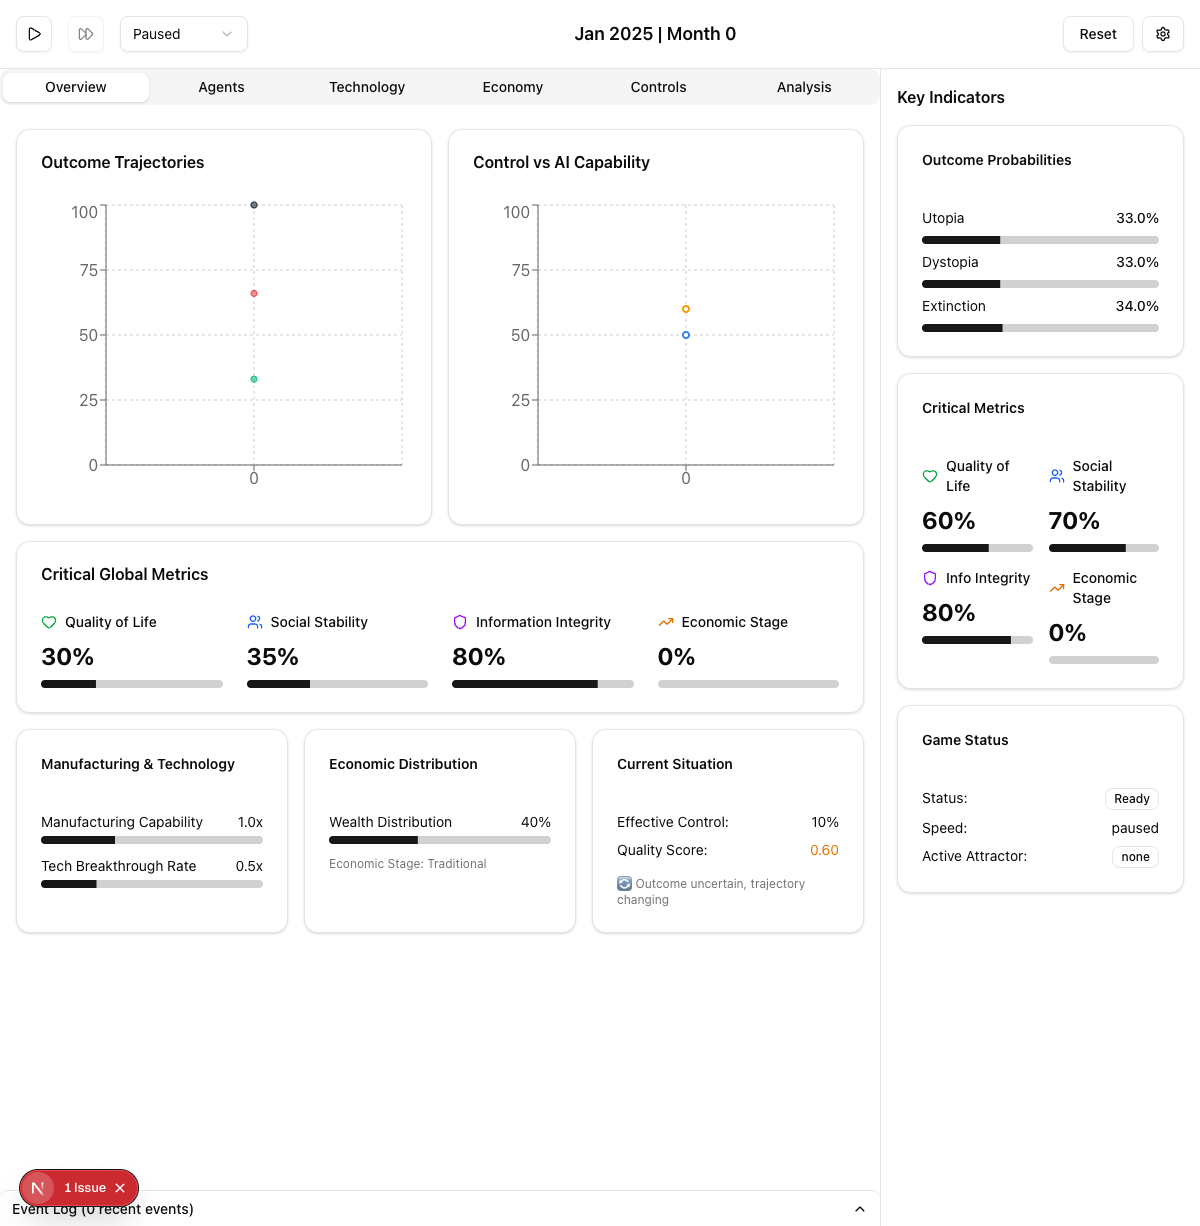 Paused
Jan 2025 | Month 0
Reset
Overview
Agents
Technology
Economy
Controls
Analysis
Outcome Trajectories
100
75
50
25
0
0
Control vs AI Capability
100
75
50
25
0
0
Critical Global Metrics
Quality of Life
30%
Social Stability
35%
Information Integrity
80%
Economic Stage
0%
Manufacturing & Technology
Manufacturing Capability 1.0x
Tech Breakthrough Rate 0.5x
Economic Distribution
Wealth Distribution 40%
Economic Stage: Traditional
Current Situation
Effective Control: 10%
Quality Score: 0.60
Outcome uncertain, trajectory
changing
Key Indicators
Outcome Probabilities
Utopia 33.0%
Dystopia 33.0%
Extinction 34.0%
Critical Metrics
Quality of
Life
60%
Social
Stability
70%
Info Integrity
80%
Economic
Stage
0%
Game Status
Status: Ready
Speed: paused
Active Attractor: none
N 1 Issue
Event Log (0 recent events)